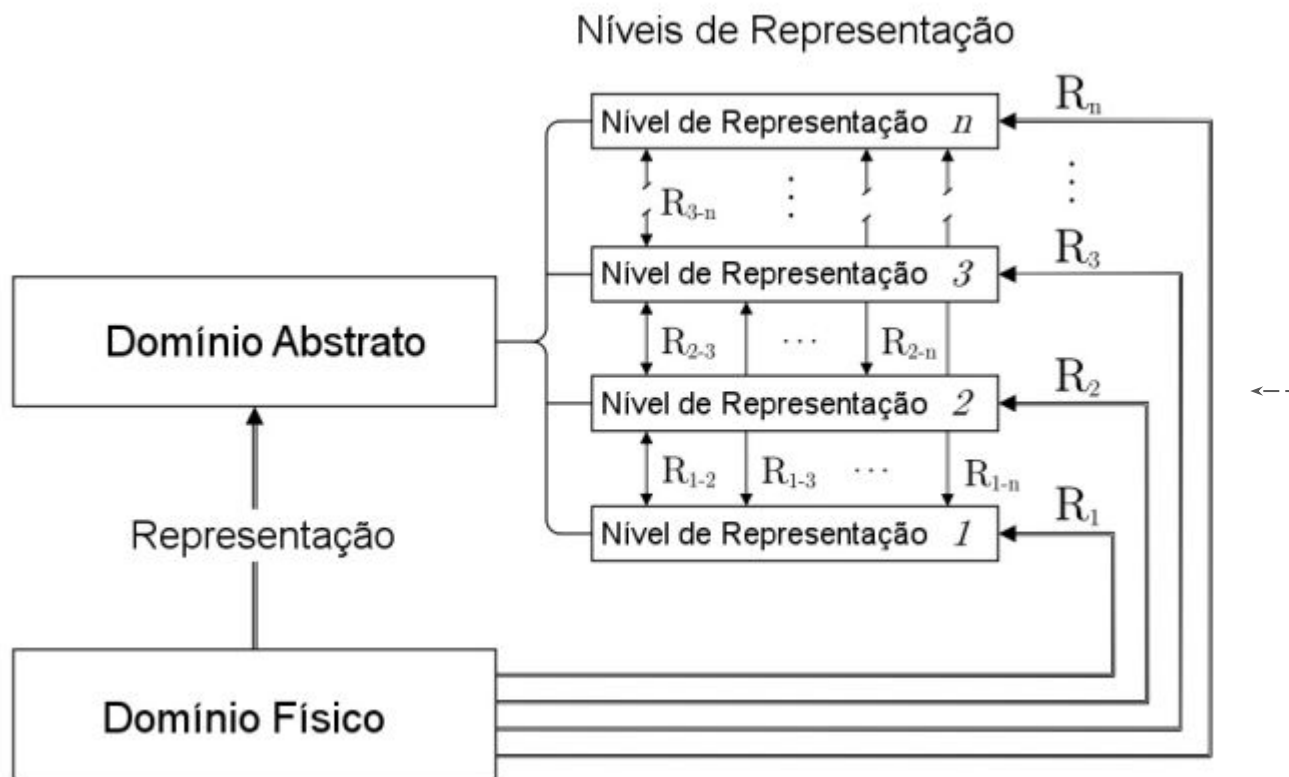 Níveis de Representação
Nível de Representação n
Rn
R3-n
Nível de Representação 3
R3
Domínio Abstrato
R2-3
R2-n
Nível de Representação 2
R2
R1-2
R1-3
R1-n
Nível de Representação 1
R1
Representação
Domínio Físico